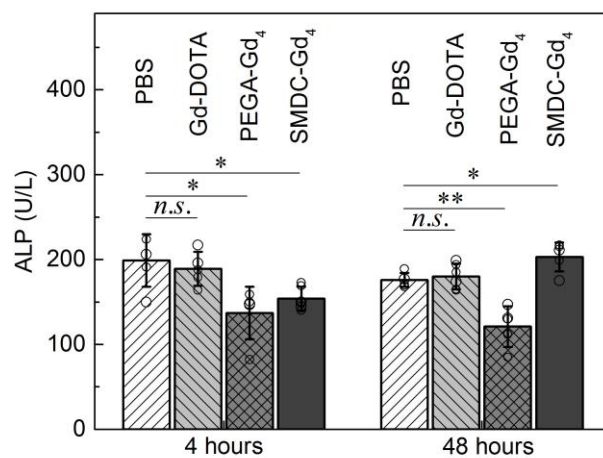 400
300
200
100
0
ALP (U/L)
PBS
Gd-DOTA
PEGA-Gd4
SMDC-Gd4
*
*
n.s.
PBS
Gd-DOTA
PEGA-Gd4
SMDC-Gd4
*
**
n.s.
4 hours
48 hours